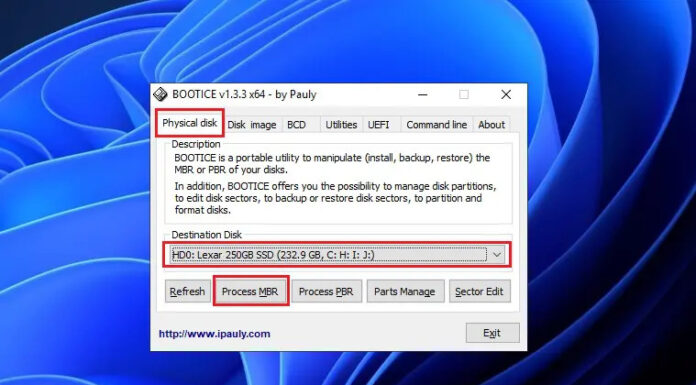 BOOTICE v1.3.3 x64 - by Pauly
Physical disk Disk image BCD Utilities UEFI Command line About
Description
BOOTICE is a portable utility to manipulate (install, backup, restore) the
MBR or PBR of your disks.
In addition, BOOTICE offers you the possibility to manage disk partitions,
to edit disk sectors, to backup or restore disk sectors, to partition and
format disks.
Destination Disk
HD0: Lexar 250GB SSD (232.9 GB, C: H: I: J:)
Refresh Process MBR Process PBR Parts Manage Sector Edit
http://www.ipauly.com Exit